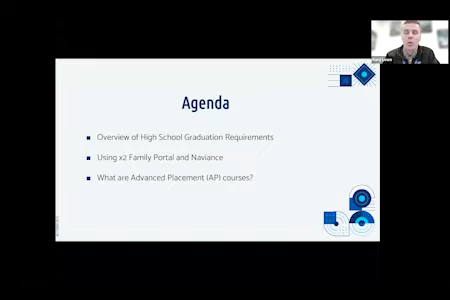 Agenda
Overview of High School Graduation Requirements
Using x2 Family Portal and Naviance
What are Advanced Placement (AP) courses?